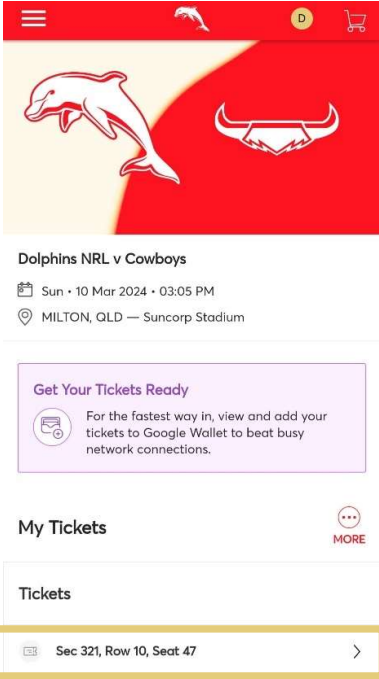 D
Dolphins NRL v Cowboys
Sun • 10 Mar 2024 • 03:05 PM
MILTON, QLD — Suncorp Stadium
Get Your Tickets Ready
For the fastest way in, view and add your
tickets to Google Wallet to beat busy
network connections.
My Tickets
MORE
Tickets
Sec 321, Row 10, Seat 47